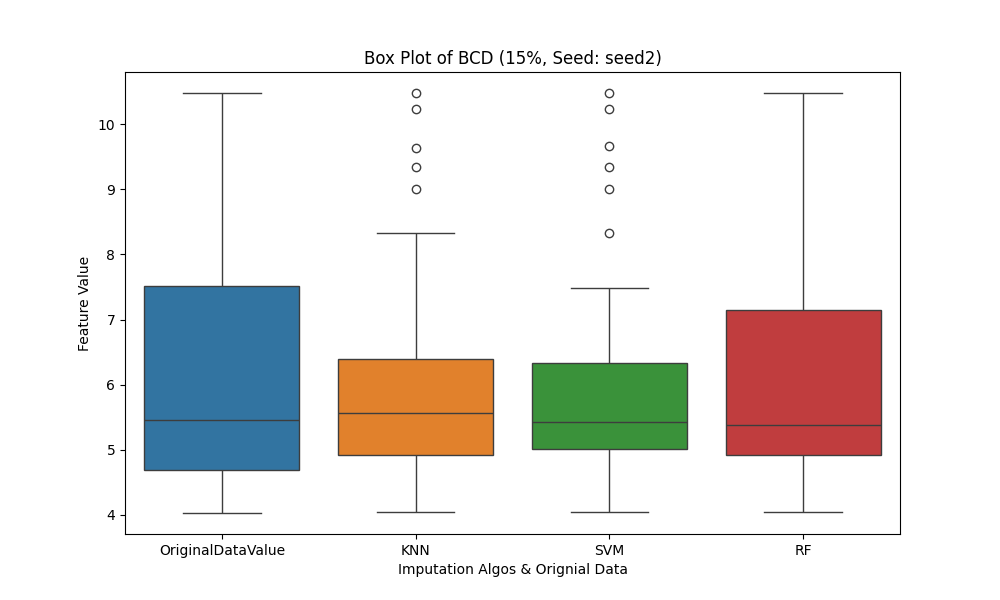 Box Plot of BCD (15%, Seed: seed2)
Feature Value
10
9
8
7
6
5
4
OriginalDataValue
KNN
SVM
RF
Imputation Algos & Orignial Data